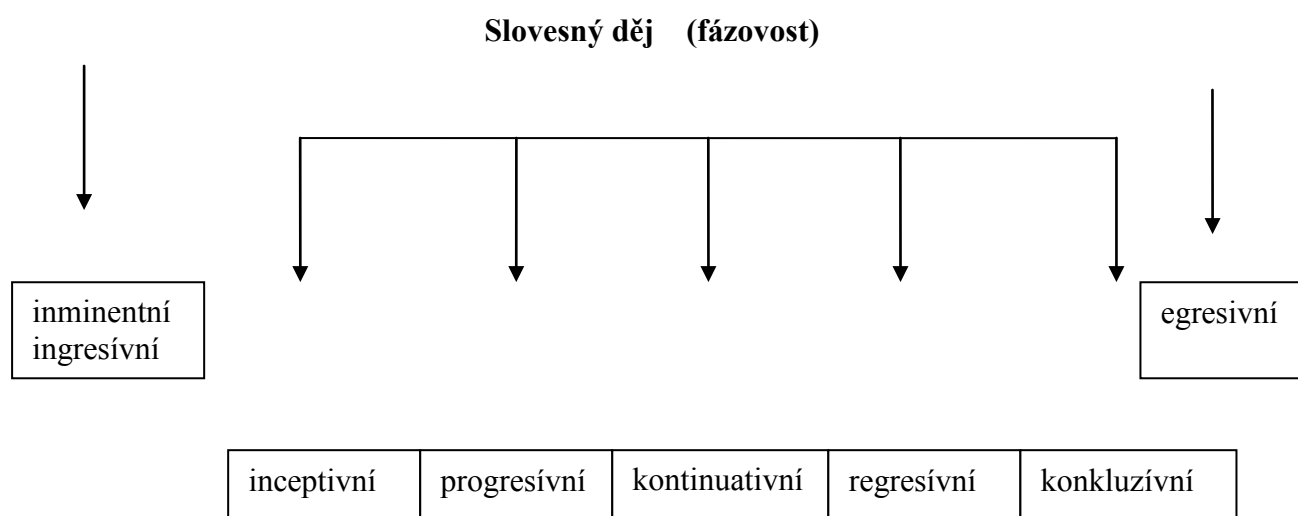 Slovesný děj (fázovost)
inminentní
ingresívní
egresivní
inceptivní
progresívní
kontinuativní
regresívní
konkluzívní